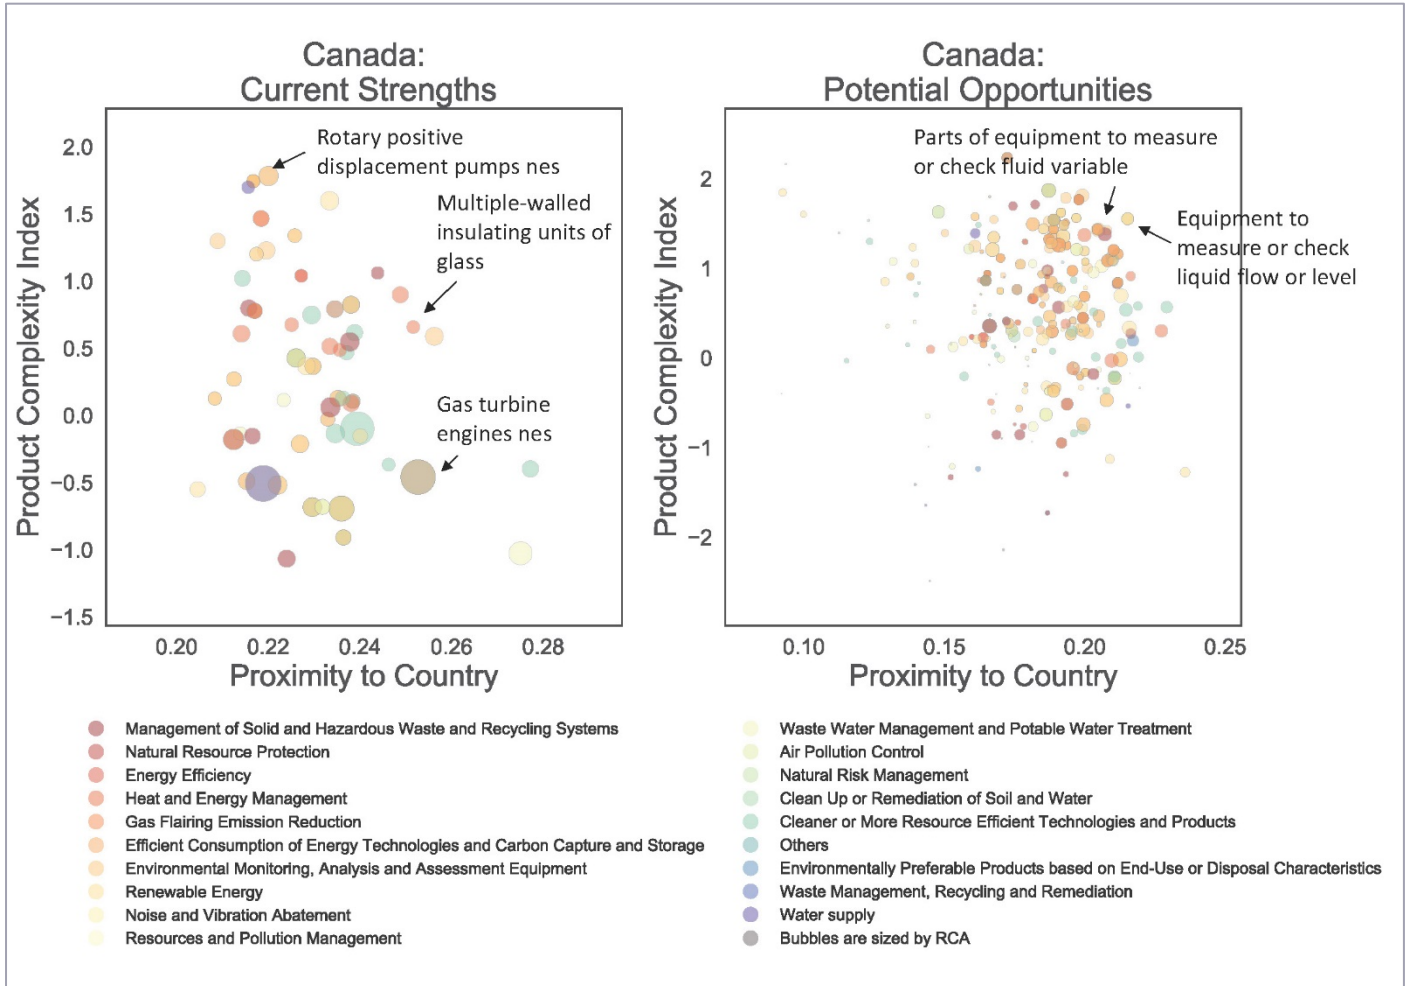 Canada:
Current Strengths
Canada:
Potential Opportunities
Product Complexity Index
2.0
1.5
1.0
0.5
0.0
−0.5
−1.0
−1.5
Rotary positive
displacement pumps nes
Multiple-walled
insulating units of
glass
Gas turbine
engines nes
0.20
0.22
0.24
0.26
0.28
Proximity to Country
Product Complexity Index
2
1
0
−1
−2
Parts of equipment to measure
or check fluid variable
Equipment to
measure or check
liquid flow or level
0.10
0.15
0.20
0.25
Proximity to Country
Management of Solid and Hazardous Waste and Recycling Systems
Natural Resource Protection
Energy Efficiency
Heat and Energy Management
Gas Flairing Emission Reduction
Efficient Consumption of Energy Technologies and Carbon Capture and Storage
Environmental Monitoring, Analysis and Assessment Equipment
Renewable Energy
Noise and Vibration Abatement
Resources and Pollution Management
Waste Water Management and Potable Water Treatment
Air Pollution Control
Natural Risk Management
Clean Up or Remediation of Soil and Water
Cleaner or More Resource Efficient Technologies and Products
Others
Environmentally Preferable Products based on End-Use or Disposal Characteristics
Waste Management, Recycling and Remediation
Water supply
Bubbles are sized by RCA